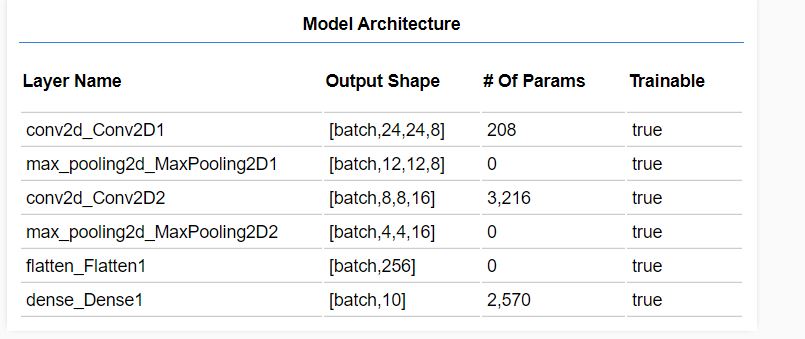 Model Architecture
Layer Name Output Shape # Of Params Trainable
conv2d_Conv2D1 [batch,24,24,8] 208 true
max_pooling2d_MaxPooling2D1 [batch,12,12,8] 0 true
conv2d_Conv2D2 [batch,8,8,16] 3,216 true
max_pooling2d_MaxPooling2D2 [batch,4,4,16] 0 true
flatten_Flatten1 [batch,256] 0 true
dense_Dense1 [batch,10] 2,570 true